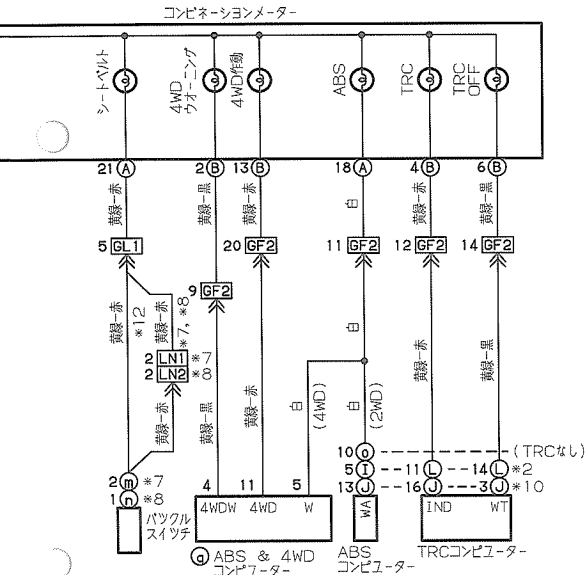 コンビネーションメーター
シートベルト
4WD
ウオーニング
4WD作動
ABS
TRC
TRC
OFF
21 A
2 B
13 B
18 A
4 B
6 B
黄緑ー赤
黄緑ー黒
黄緑ー赤
白
黄緑ー赤
黄緑ー黒
5 GL1
20 GF2
11 GF2
12 GF2
14 GF2
9 GF2
黄緑ー赤
*12
黄緑ー赤
*7, *8
2 LN1 *7
2 LN2 *8
黄緑ー赤
黄緑ー黒
黄緑ー赤
白
白
(4WD)
白
(2WD)
黄緑ー赤
黄緑ー黒
10 a (TRCなし)
5 I 11 L 14 L *2
13 J 16 J 3 J *10
2 m *7
1 n *8
バックル
スイッチ
4 11 5
4WDW 4WD W
WA
IND WT
a ABS & 4WD
コンピューター
ABS
コンピューター
TRCコンピューター